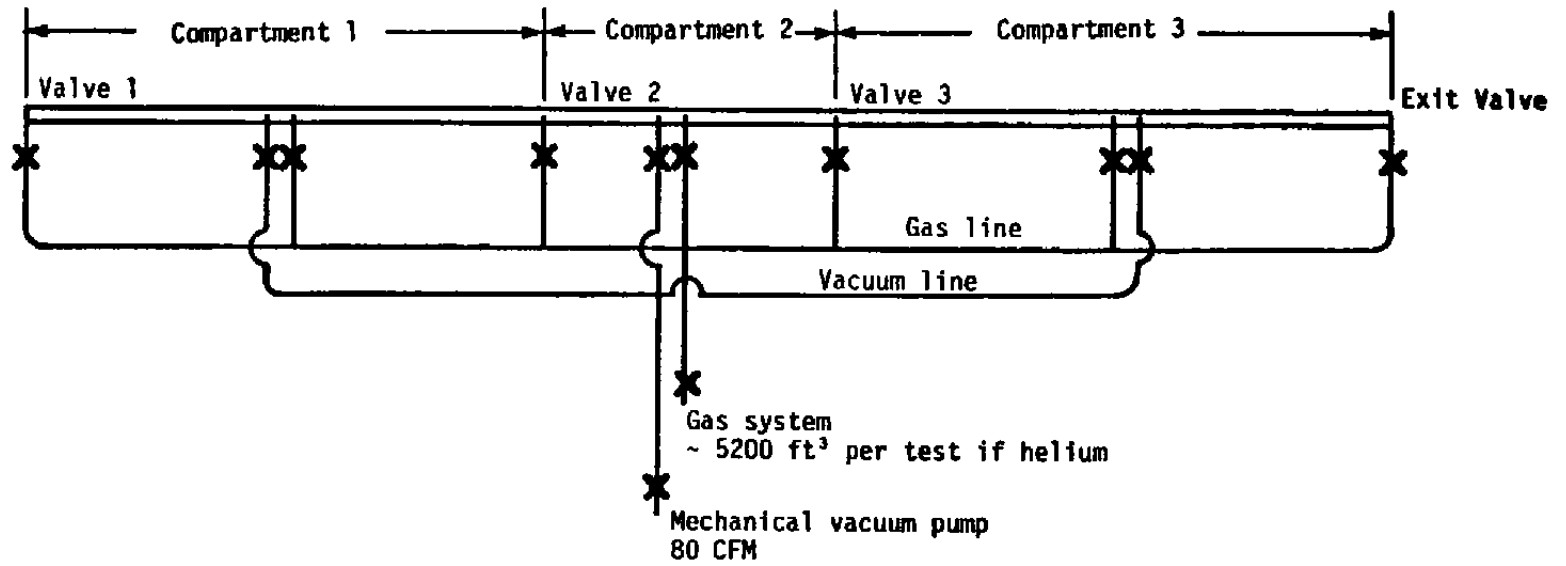 Compartment 1
Compartment 2
Compartment 3
Valve 1
Valve 2
Valve 3
Exit Valve
Gas line
Vacuum line
Gas system
~ 5200 ft³ per test if helium
Mechanical vacuum pump
80 CFM